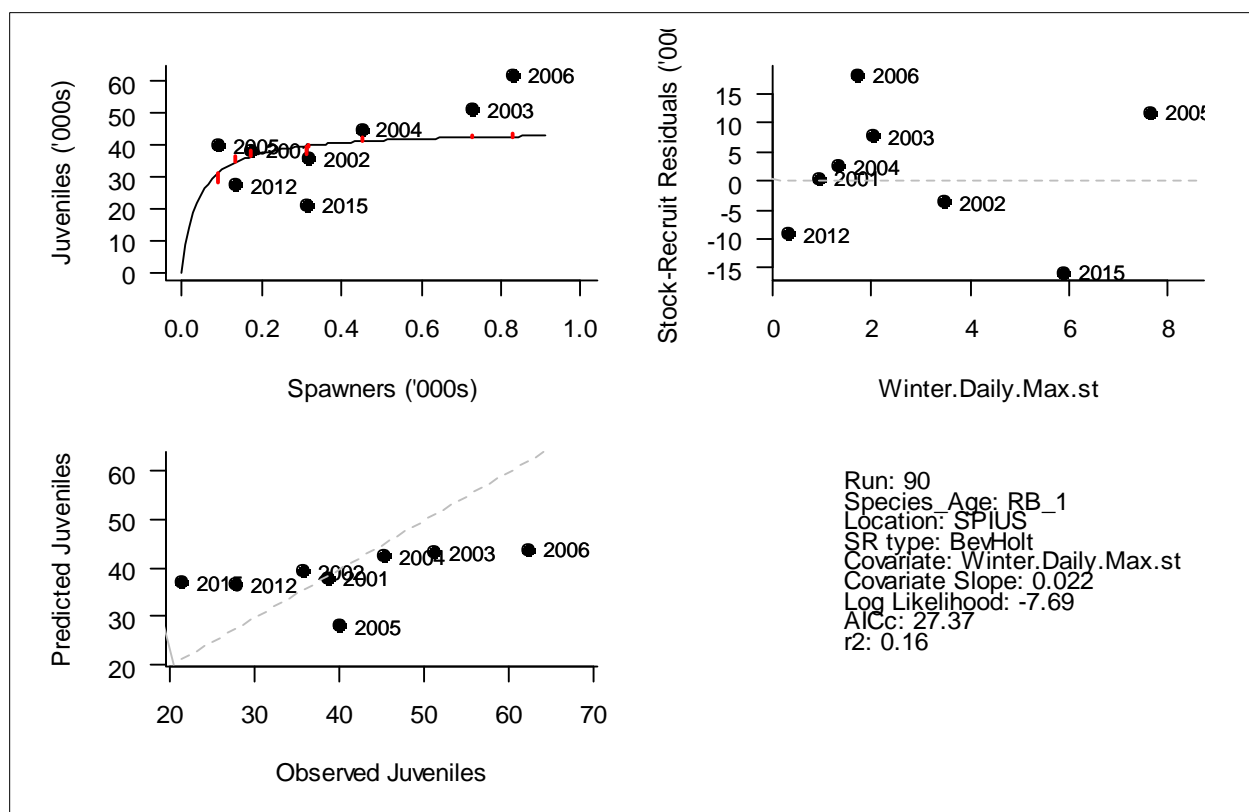 Juveniles ('000s)
60
50
40
30
20
10
0
2006
2003
2004
2005
2002
2012
2015
0.0 0.2 0.4 0.6 0.8 1.0
Spawners ('000s)
Stock-Recruit Residuals ('00
15
10
5
0
-5
-10
-15
2006
2005
2003
2004
2001
2002
2012
2015
0 2 4 6 8
Winter.Daily.Max.st
Predicted Juveniles
60
50
40
30
20
2006
2003
2004
2002
2001
2012
2005
20 30 40 50 60 70
Observed Juveniles
Run: 90
Species_Age: RB_1
Location: SPIUS
SR type: BevHolt
Covariate: Winter.Daily.Max.st
Covariate Slope: 0.022
Log Likelihood: -7.69
AICc: 27.37
r2: 0.16